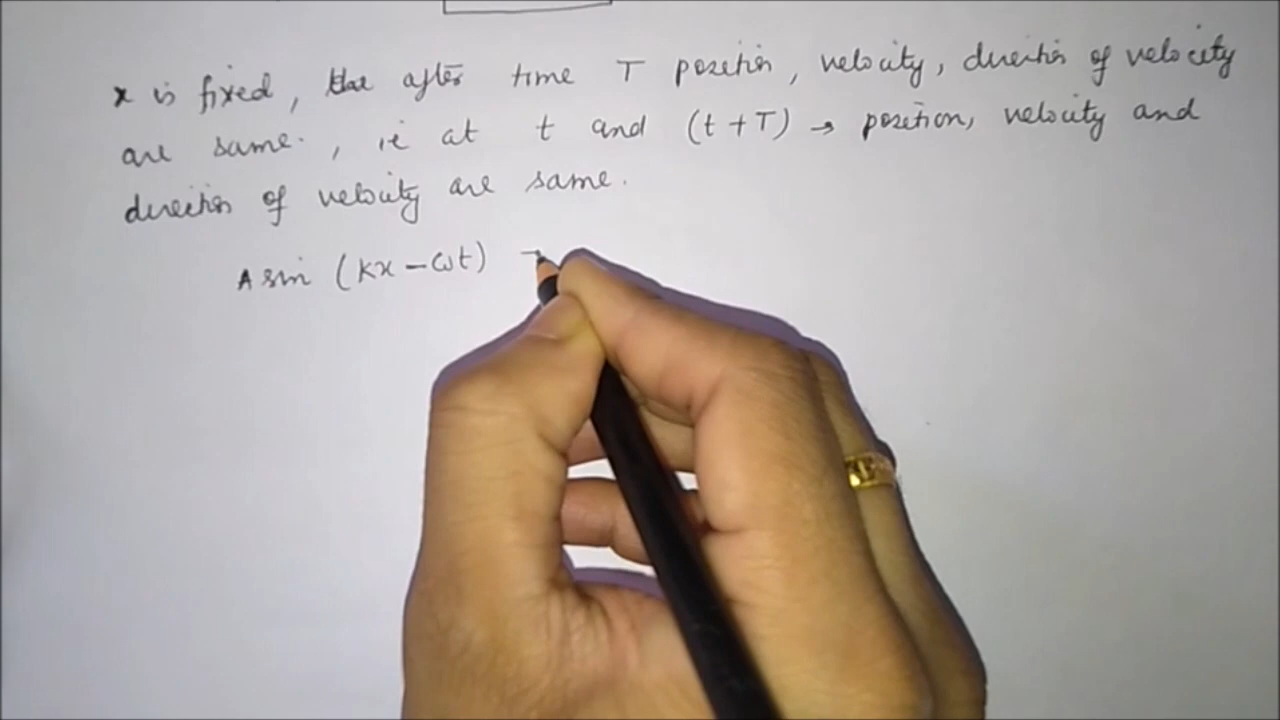 x is fixed, the after time T position, velocity, direction of velocity
are same. , ie at t and (t + T) → position, velocity and
direction of velocity are same.
A sin (kx - ωt)